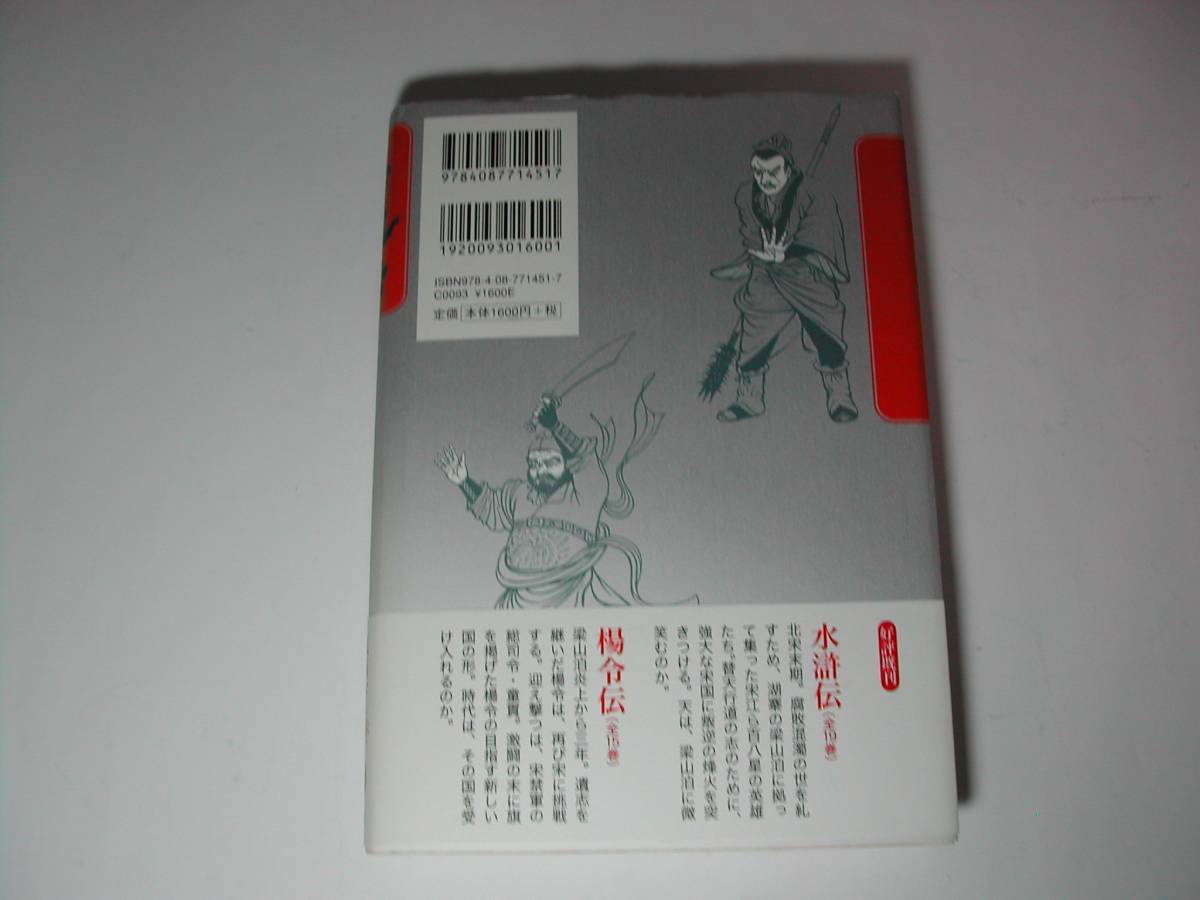 9784087714517
1920093016001
ISBN978-4-08-771451-7
C0093 ¥1600E
定価 本体1600円+税
好評既刊
水滸伝(全19巻)
北宋末期。腐敗混濁の世を糺
すため、湖寨の梁山泊に拠っ
て集った宋江ら百八星の英雄
たち。替天行道の志のために、
強大な宋国に叛逆の烽火を突
きつける。天は、梁山泊に微
笑むのか。
楊令伝(全15巻)
梁山泊炎上から三年。遺志を
継いだ楊令は、再び宋に挑戦
する。迎え撃つは、宋禁軍の
総司令・童貫。激闘の末に旗
を掲げた楊令の目指す新しい
国の形。時代は、その国を受
け入れるのか。